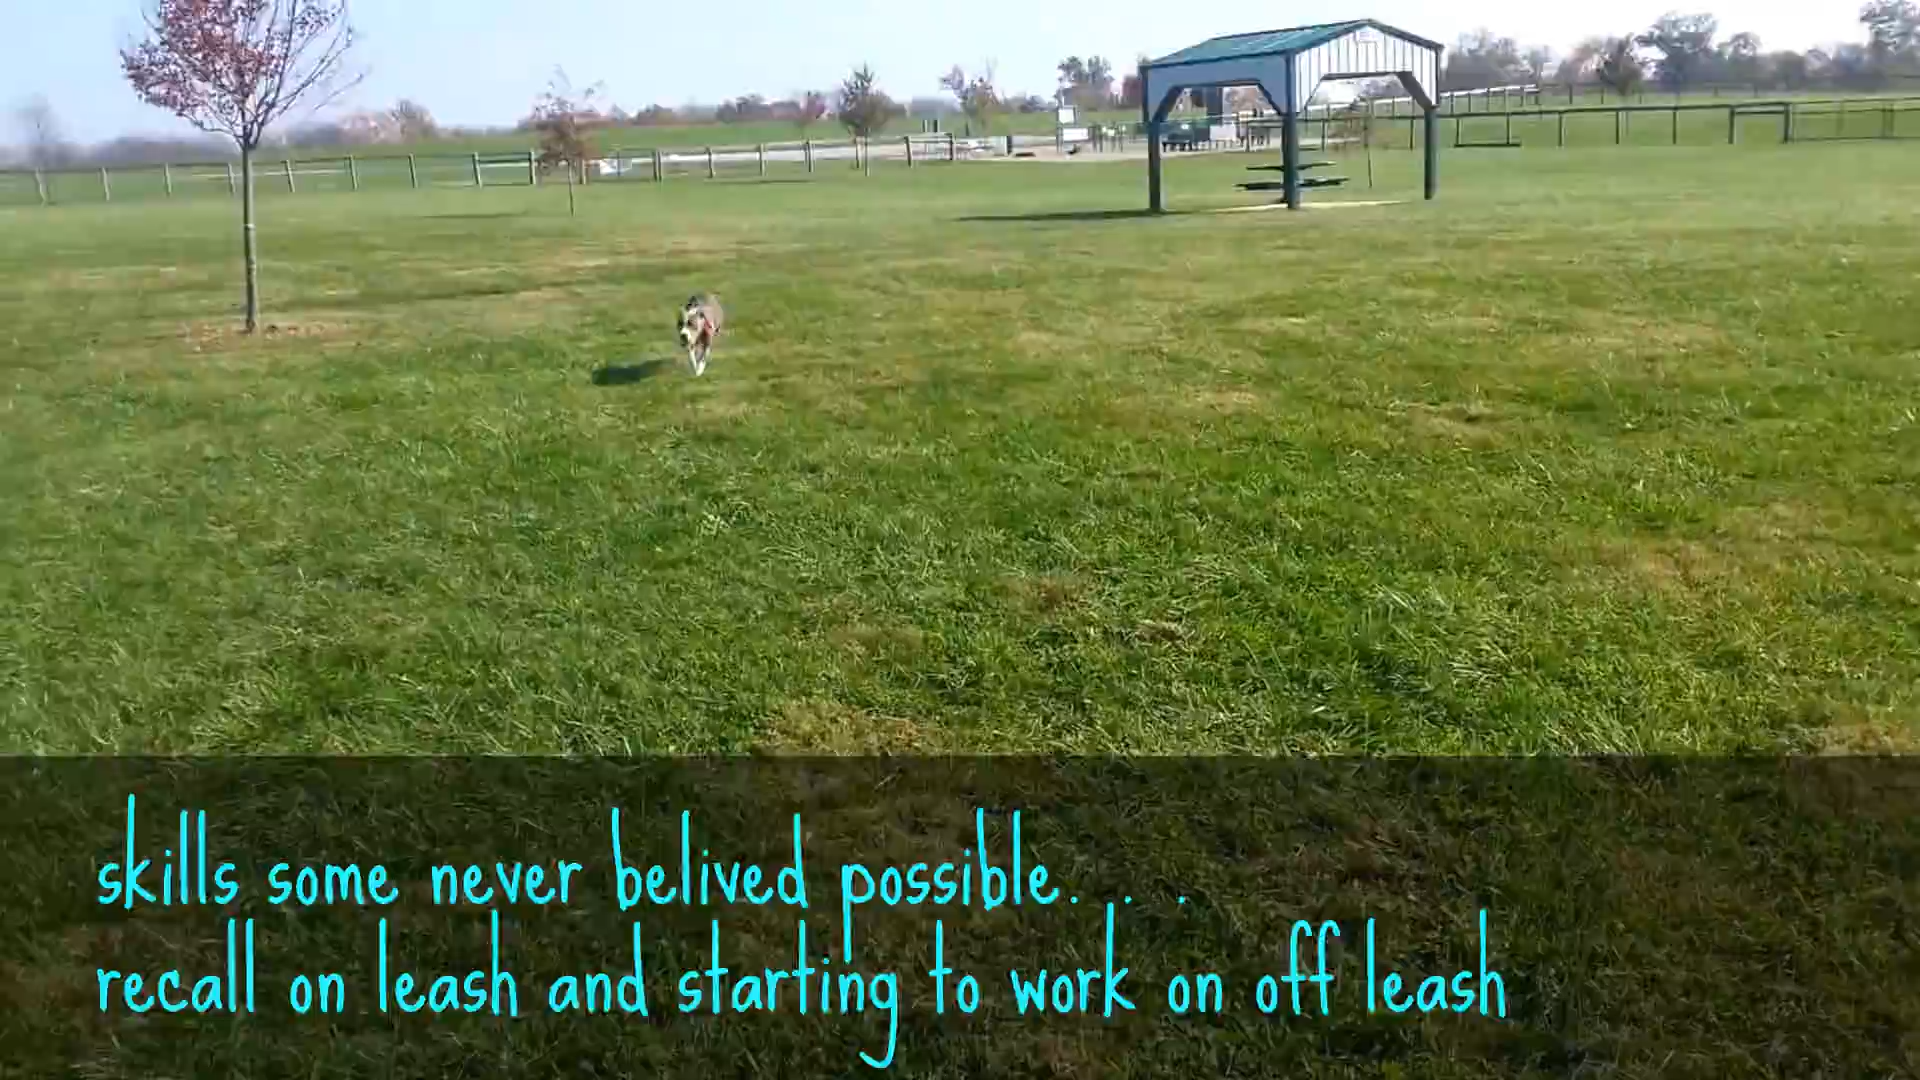 skills some never belived possible. . .
recall on leash and starting to work on off leash